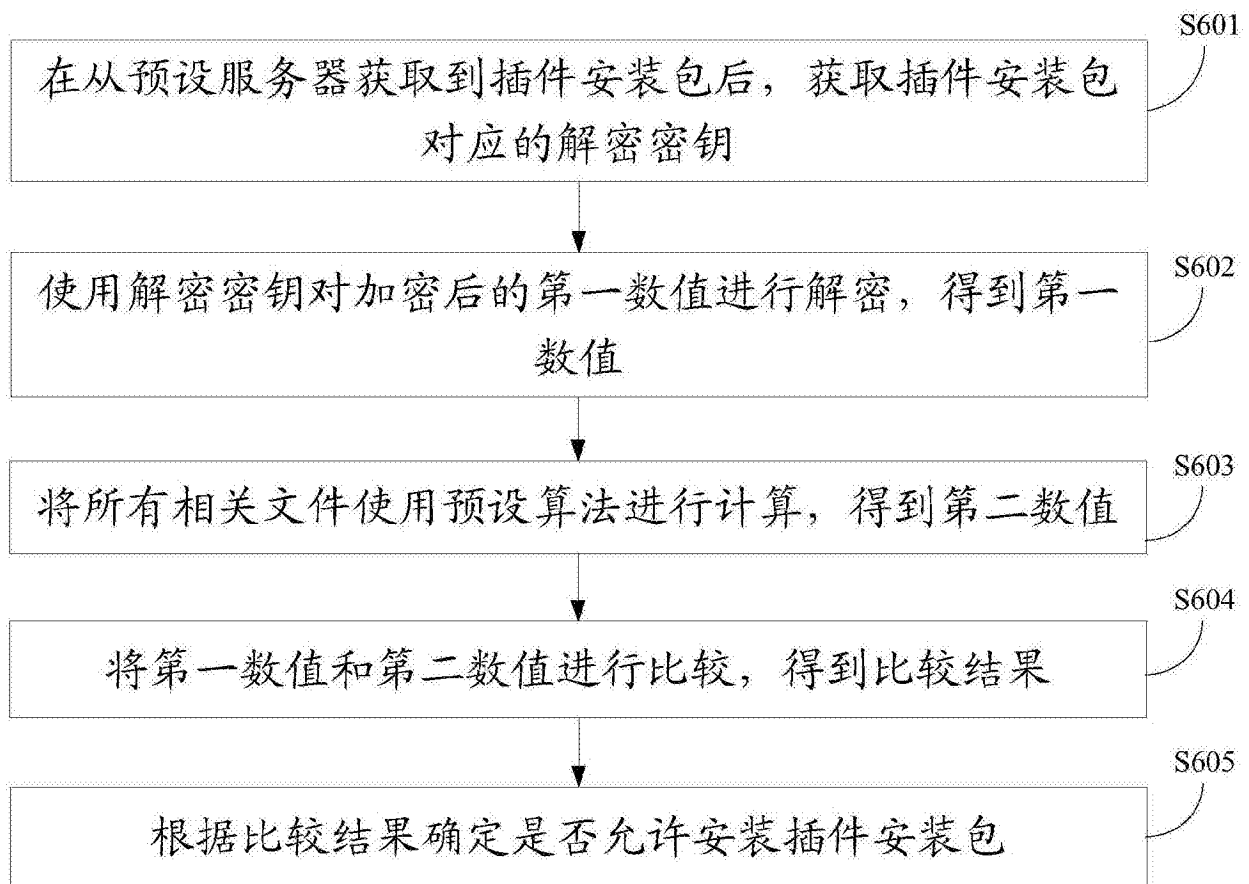 S601
在从预设服务器获取到插件安装包后，获取插件安装包
对应的解密密钥
S602
使用解密密钥对加密后的第一数值进行解密，得到第一
数值
S603
将所有相关文件使用预设算法进行计算，得到第二数值
S604
将第一数值和第二数值进行比较，得到比较结果
S605
根据比较结果确定是否允许安装插件安装包